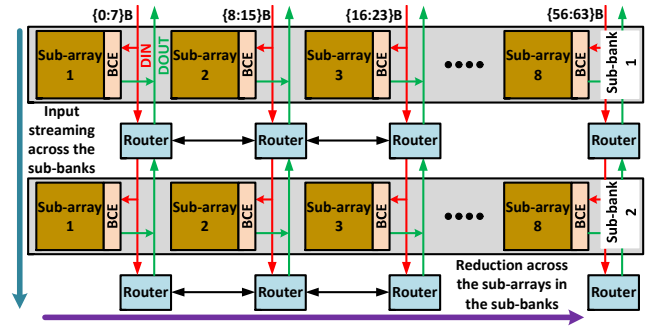 {0:7}B {8:15}B {16:23}B {56:63}B
Sub-array
1
BCE
DIN
DOUT
Sub-array
2
BCE
Sub-array
3
BCE
Sub-array
8
BCE
Sub-bank
1
Input
streaming
across the
sub-banks
Router
Router
Router
Router
Sub-array
1
BCE
Sub-array
2
BCE
Sub-array
3
BCE
Sub-array
8
BCE
Sub-bank
2
Router
Router
Router
Reduction across
the sub-arrays in
the sub-banks
Router